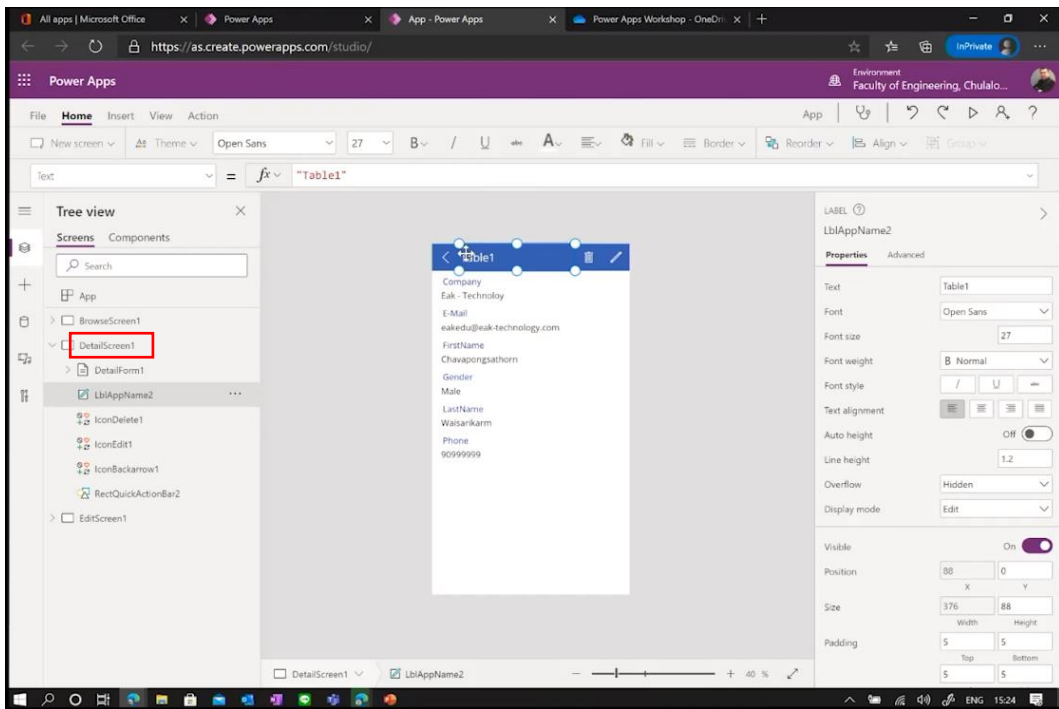 All apps | Microsoft Office
Power Apps
App - Power Apps
Power Apps Workshop - OneDri
https://as.create.powerapps.com/studio/
InPrivate
Power Apps
Environment
Faculty of Engineering, Chulalo...
File Home Insert View Action
App
New screen Theme Open Sans 27 B / U abc A Fill Border Reorder Align Group
Text = fx "Table1"
Tree view
Screens Components
Search
App
BrowseScreen1
DetailScreen1
DetailForm1
LblAppName2 ...
IconDelete1
IconEdit1
IconBackarrow1
RectQuickActionBar2
EditScreen1
Table1
Company
Eak - Technoloy
E-Mail
eakedu@eak-technology.com
FirstName
Chavapongsathorn
Gender
Male
LastName
Waisarikarm
Phone
90999999
DetailScreen1 LblAppName2
40 %
LABEL
LblAppName2
Properties Advanced
Text Table1
Font Open Sans
Font size 27
Font weight B Normal
Font style / U abc
Text alignment
Auto height Off
Line height 1.2
Overflow Hidden
Display mode Edit
Visible On
Position 88 0
X Y
Size 376 88
Width Height
Padding 5 5
Top Bottom
5 5
ENG 15:24